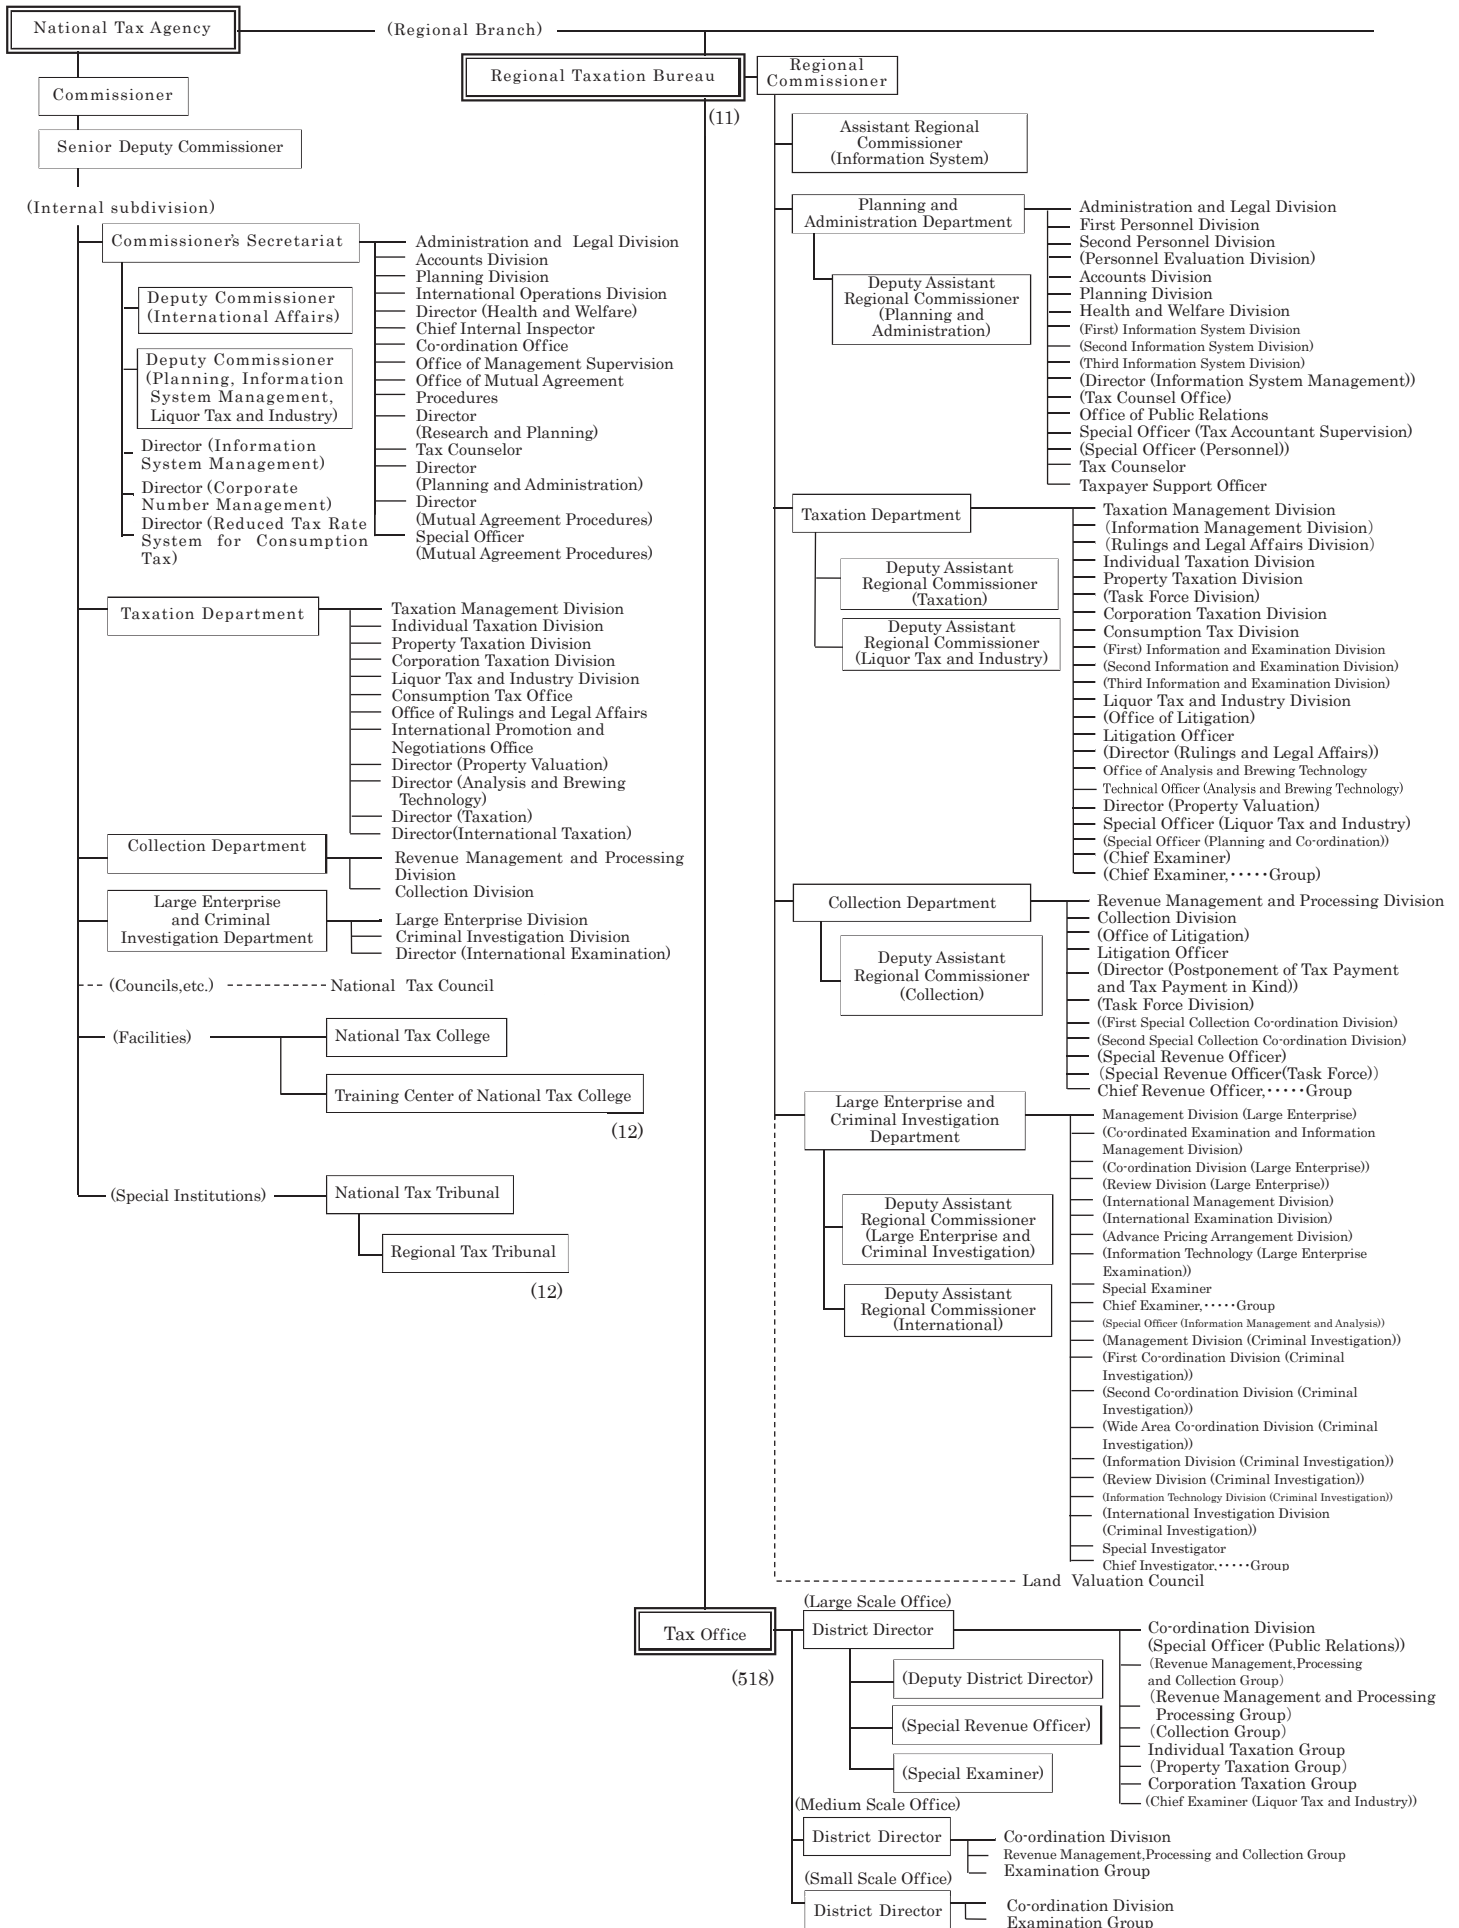 National Tax Agency
(Regional Branch)
Regional Taxation Bureau
(11)
Regional
Commissioner
Commissioner
Senior Deputy Commissioner
(Internal subdivision)
Commissioner's Secretariat
Deputy Commissioner
(International Affairs)
Deputy Commissioner
(Planning, Information
System Management,
Liquor Tax and Industry)
Director (Information
System Management)
Director (Corporate
Number Management)
Director (Reduced Tax Rate
System for Consumption
Tax)
Administration and Legal Division
Accounts Division
Planning Division
International Operations Division
Director (Health and Welfare)
Chief Internal Inspector
Co-ordination Office
Office of Management Supervision
Office of Mutual Agreement
Procedures
Director
(Research and Planning)
Tax Counselor
Director
(Planning and Administration)
Director
(Mutual Agreement Procedures)
Special Officer
(Mutual Agreement Procedures)
Taxation Department
Taxation Management Division
Individual Taxation Division
Property Taxation Division
Corporation Taxation Division
Liquor Tax and Industry Division
Consumption Tax Office
Office of Rulings and Legal Affairs
International Promotion and
Negotiations Office
Director (Property Valuation)
Director (Analysis and Brewing
Technology)
Director (Taxation)
Director(International Taxation)
Collection Department
Revenue Management and Processing
Division
Collection Division
Large Enterprise
and Criminal
Investigation Department
Large Enterprise Division
Criminal Investigation Division
Director (International Examination)
(Councils,etc.)
National Tax Council
(Facilities)
National Tax College
Training Center of National Tax College
(12)
(Special Institutions)
National Tax Tribunal
Regional Tax Tribunal
(12)
Assistant Regional
Commissioner
(Information System)
Planning and
Administration Department
Deputy Assistant
Regional Commissioner
(Planning and
Administration)
Administration and Legal Division
First Personnel Division
Second Personnel Division
(Personnel Evaluation Division)
Accounts Division
Planning Division
Health and Welfare Division
(First) Information System Division
(Second Information System Division)
(Third Information System Division)
(Director (Information System Management))
(Tax Counsel Office)
Office of Public Relations
Special Officer (Tax Accountant Supervision)
(Special Officer (Personnel))
Tax Counselor
Taxpayer Support Officer
Taxation Department
Deputy Assistant
Regional Commissioner
(Taxation)
Deputy Assistant
Regional Commissioner
(Liquor Tax and Industry)
Taxation Management Division
(Information Management Division)
(Rulings and Legal Affairs Division)
Individual Taxation Division
Property Taxation Division
(Task Force Division)
Corporation Taxation Division
Consumption Tax Division
(First) Information and Examination Division
(Second Information and Examination Division)
(Third Information and Examination Division)
Liquor Tax and Industry Division
(Office of Litigation)
Litigation Officer
(Director (Rulings and Legal Affairs))
Office of Analysis and Brewing Technology
Technical Officer (Analysis and Brewing Technology)
Director (Property Valuation)
Special Officer (Liquor Tax and Industry)
(Special Officer (Planning and Co-ordination))
(Chief Examiner)
(Chief Examiner,·····Group)
Collection Department
Deputy Assistant
Regional Commissioner
(Collection)
Revenue Management and Processing Division
Collection Division
(Office of Litigation)
Litigation Officer
(Director (Postponement of Tax Payment
and Tax Payment in Kind))
(Task Force Division)
((First Special Collection Co-ordination Division)
(Second Special Collection Co-ordination Division)
(Special Revenue Officer)
(Special Revenue Officer(Task Force))
Chief Revenue Officer,·····Group
Large Enterprise and
Criminal Investigation
Department
Deputy Assistant
Regional Commissioner
(Large Enterprise and
Criminal Investigation)
Deputy Assistant
Regional Commissioner
(International)
Management Division (Large Enterprise)
(Co-ordinated Examination and Information
Management Division)
(Co-ordination Division (Large Enterprise))
(Review Division (Large Enterprise))
(International Management Division)
(International Examination Division)
(Advance Pricing Arrangement Division)
(Information Technology (Large Enterprise
Examination))
Special Examiner
Chief Examiner,·····Group
(Special Officer (Information Management and Analysis))
(Management Division (Criminal Investigation))
(First Co-ordination Division (Criminal
Investigation))
(Second Co-ordination Division (Criminal
Investigation))
(Wide Area Co-ordination Division (Criminal
Investigation))
(Information Division (Criminal Investigation))
(Review Division (Criminal Investigation))
(Information Technology Division (Criminal Investigation))
(International Investigation Division
(Criminal Investigation))
Special Investigator
Chief Investigator,·····Group
Land Valuation Council
Tax Office
(518)
(Large Scale Office)
District Director
(Deputy District Director)
(Special Revenue Officer)
(Special Examiner)
Co-ordination Division
(Special Officer (Public Relations))
(Revenue Management,Processing
and Collection Group)
(Revenue Management and Processing
Processing Group)
(Collection Group)
Individual Taxation Group
(Property Taxation Group)
Corporation Taxation Group
(Chief Examiner (Liquor Tax and Industry))
(Medium Scale Office)
District Director
Co-ordination Division
Revenue Management,Processing and Collection Group
Examination Group
(Small Scale Office)
District Director
Co-ordination Division
Examination Group